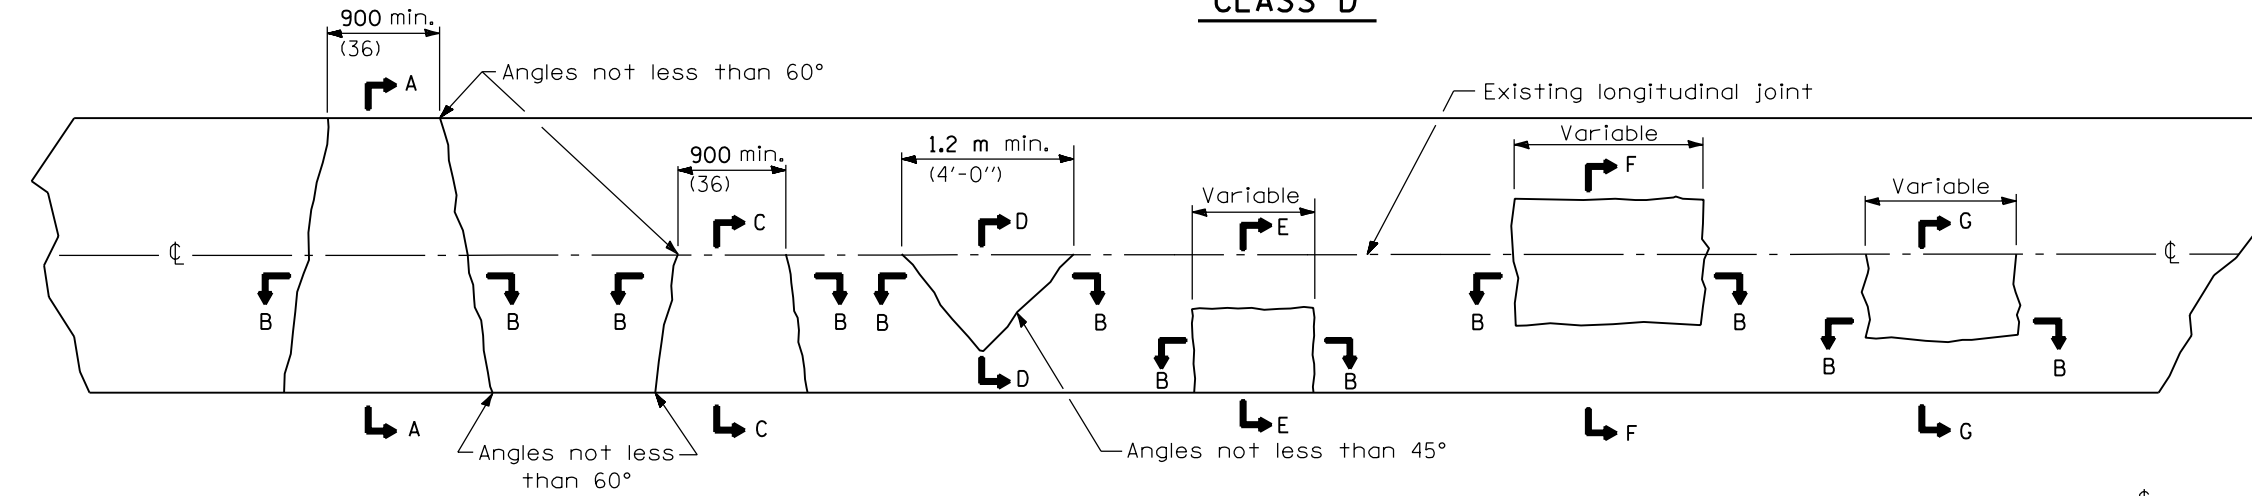 CLASS D
900 min.
(36)
A
Angles not less than 60°
Existing longitudinal joint
900 min.
(36)
1.2 m min.
(4'-0'')
Variable
Variable
Variable
C
D
E
F
G
℄
℄
B
B
B
B
B
B
B
B
B
B
B
B
D
A
C
E
F
G
Angles not less
than 60°
Angles not less than 45°